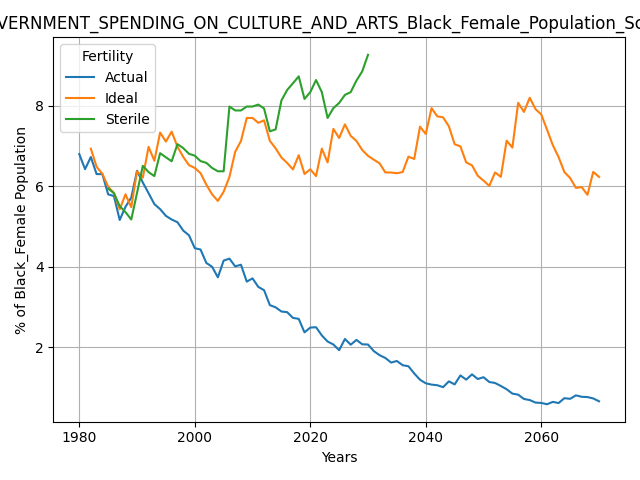 VERNMENT_SPENDING_ON_CULTURE_AND_ARTS_Black_Female_Population_So
Fertility
Actual
Ideal
Sterile
% of Black_Female Population
8
6
4
2
1980 2000 2020 2040 2060
Years